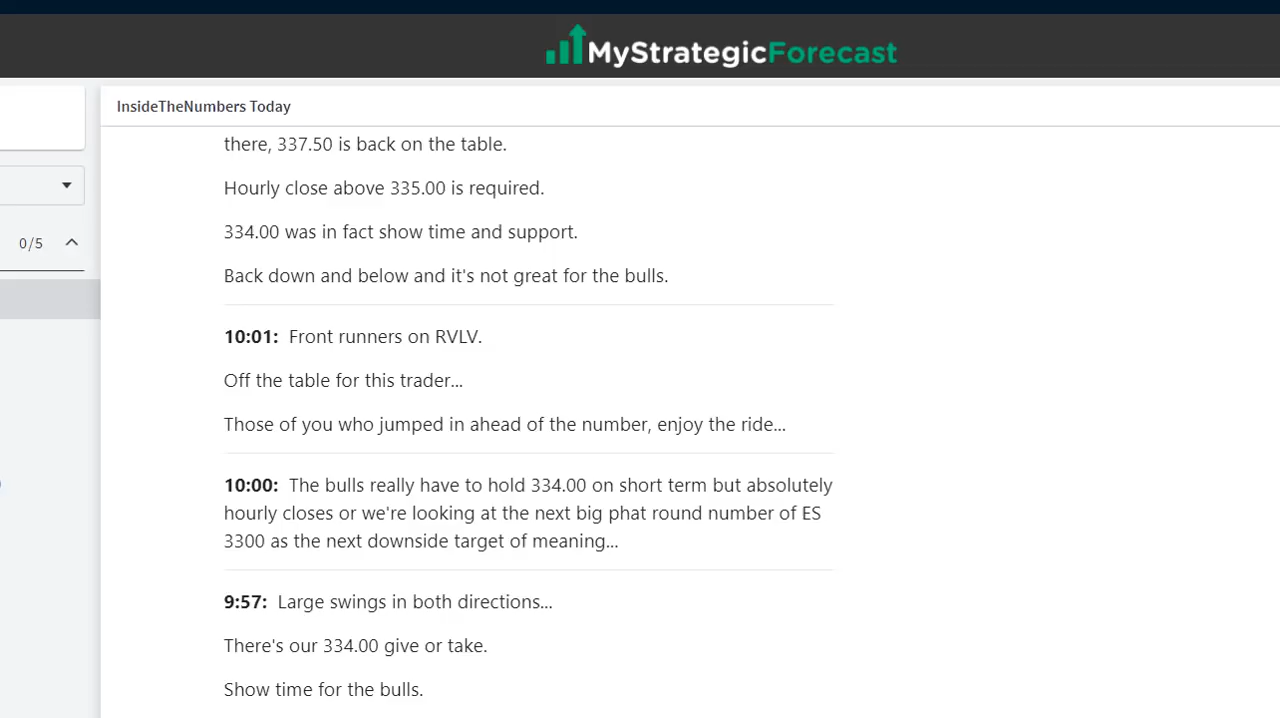 MyStrategicForecast
InsideTheNumbers Today
there, 337.50 is back on the table.
Hourly close above 335.00 is required.
0/5
334.00 was in fact show time and support.
Back down and below and it's not great for the bulls.
10:01: Front runners on RVLV.
Off the table for this trader...
Those of you who jumped in ahead of the number, enjoy the ride...
10:00: The bulls really have to hold 334.00 on short term but absolutely
hourly closes or we're looking at the next big phat round number of ES
3300 as the next downside target of meaning...
9:57: Large swings in both directions...
There's our 334.00 give or take.
Show time for the bulls.